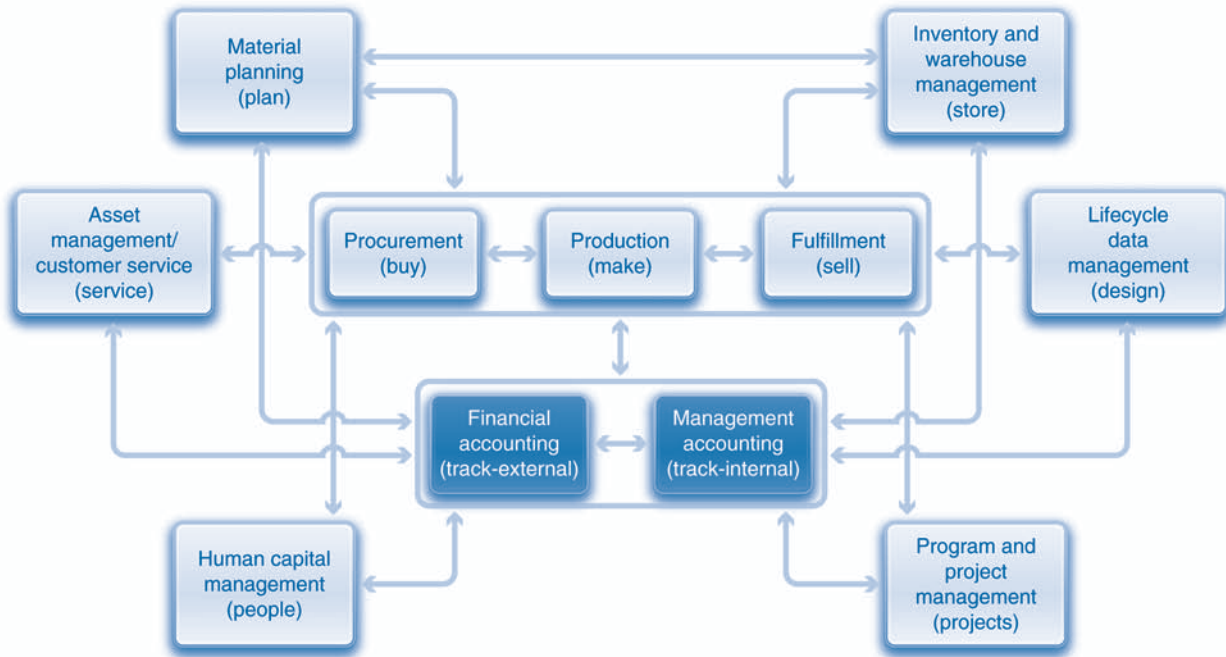 Material
planning
(plan)
Inventory and
warehouse
management
(store)
Asset
management/
customer service
(service)
Procurement
(buy)
Production
(make)
Fulfillment
(sell)
Lifecycle
data
management
(design)
Financial
accounting
(track-external)
Management
accounting
(track-internal)
Human capital
management
(people)
Program and
project
management
(projects)